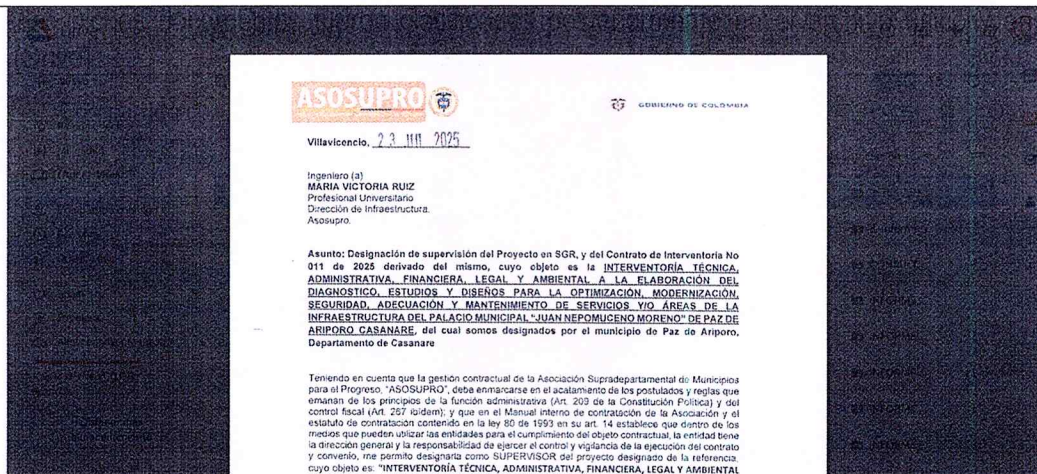 ASOSUPRO
GOBIERNO DE COLOMBIA
Villavicencio, 2025
Ingeniero (a)
MARIA VICTORIA RUIZ
Profesional Universitario
Dirección de Infraestructura.
Asosupro.
Asunto: Designación de supervisión del Proyecto en SGR, y del Contrato de Interventoría No
011 de 2025 derivado del mismo, cuyo objeto es la INTERVENTORÍA TÉCNICA,
ADMINISTRATIVA, FINANCIERA, LEGAL Y AMBIENTAL A LA ELABORACIÓN DEL
DIAGNOSTICO, ESTUDIOS Y DISEÑOS PARA LA OPTIMIZACIÓN, MODERNIZACIÓN,
SEGURIDAD, ADECUACIÓN Y MANTENIMIENTO DE SERVICIOS Y/O ÁREAS DE LA
INFRAESTRUCTURA DEL PALACIO MUNICIPAL "JUAN NEPOMUCENO MORENO" DE PAZ DE
ARIPORO CASANARE, del cual somos designados por el municipio de Paz de Ariporo,
Departamento de Casanare
Teniendo en cuenta que la gestión contractual de la Asociación Supradepartamental de Municipios
para el Progreso, "ASOSUPRO", debe enmarcarse en el acatamiento de los postulados y reglas que
emanan de los principios de la función administrativa (Art. 209 de la Constitución Política) y del
control fiscal (Art. 267 ibídem); y que en el Manual interno de contratación de la Asociación y el
estatuto de contratación contenido en la ley 80 de 1993 en su art. 14 establece que dentro de los
medios que pueden utilizar las entidades para el cumplimiento del objeto contractual, la entidad tiene
la dirección general y la responsabilidad de ejercer el control y vigilancia de la ejecución del contrato
y convenio, me permito designarla como SUPERVISOR del proyecto designado de la referencia,
cuyo objeto es: "INTERVENTORÍA TÉCNICA, ADMINISTRATIVA, FINANCIERA, LEGAL Y AMBIENTAL